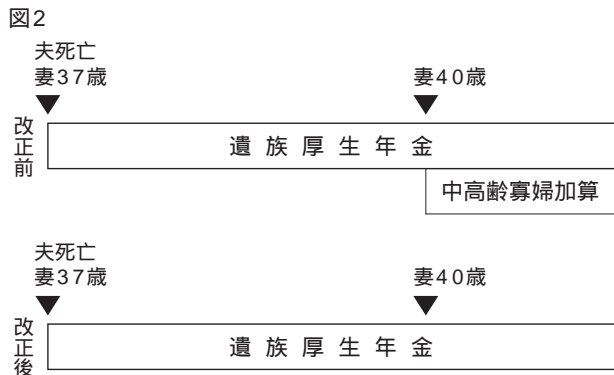 図2
夫死亡
妻37歳
妻40歳
改正前
遺族厚生年金
中高齢寡婦加算
夫死亡
妻37歳
妻40歳
改正後
遺族厚生年金